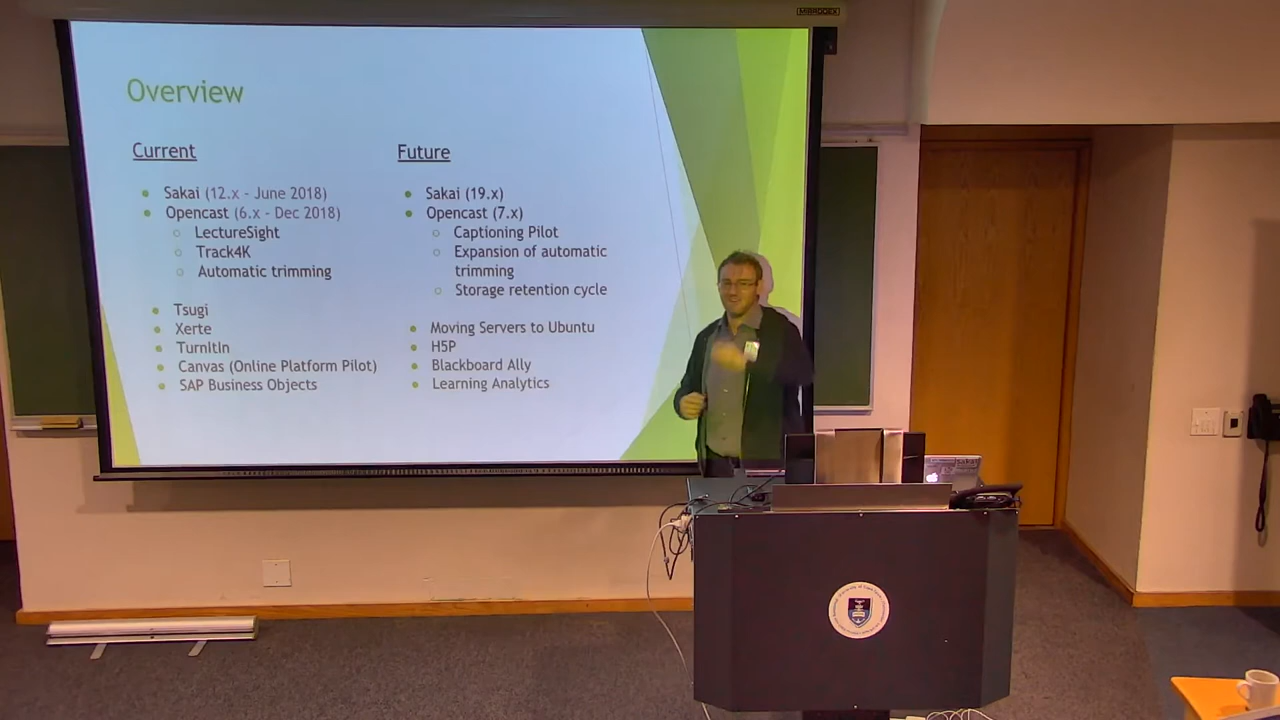 Overview
Current
Sakai (12.x - June 2018)
Opencast (6.x - Dec 2018)
LectureSight
Track4K
Automatic trimming
Tsugi
Xerte
TurnItIn
Canvas (Online Platform Pilot)
SAP Business Objects
Future
Sakai (19.x)
Opencast (7.x)
Captioning Pilot
Expansion of automatic
trimming
Storage retention cycle
Moving Servers to Ubuntu
H5P
Blackboard Ally
Learning Analytics
sakai